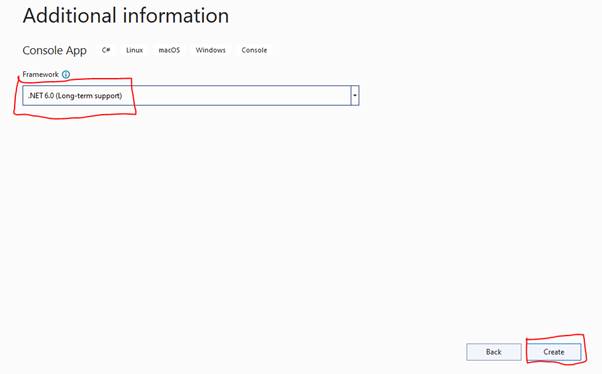 Additional information
Console App C# Linux macOS Windows Console
Framework
.NET 6.0 (Long-term support)
Back Create